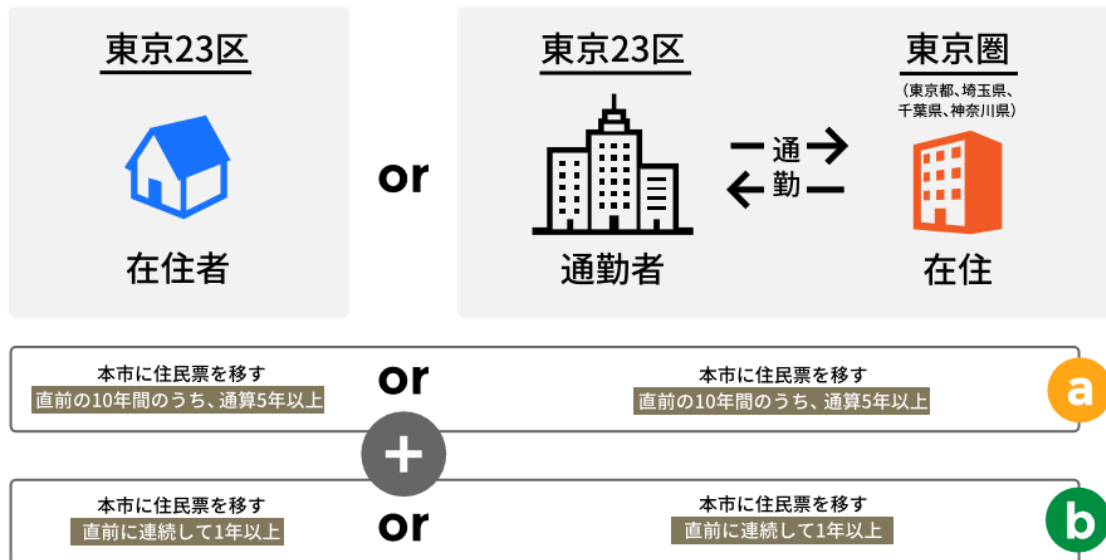 東京23区
在住者
or
東京23区
通勤者
通
勤
東京圏
(東京都、埼玉県、
千葉県、神奈川県)
在住
本市に住民票を移す
直前の10年間のうち、通算5年以上
or
本市に住民票を移す
直前の10年間のうち、通算5年以上
a
+
本市に住民票を移す
直前に連続して1年以上
or
本市に住民票を移す
直前に連続して1年以上
b